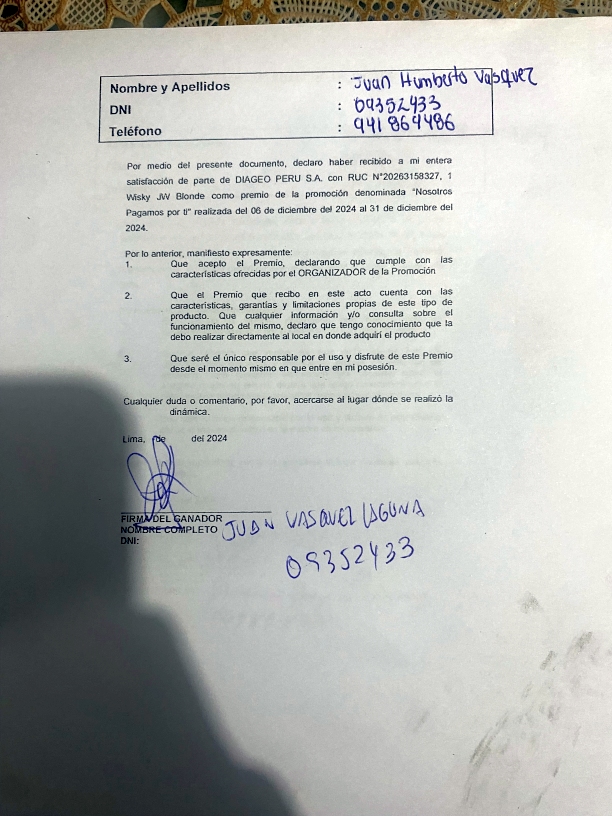 Nombre y Apellidos : Juan Humberto Vasquez
DNI : 09352433
Teléfono : 941864486
Por medio del presente documento, declaro haber recibido a mi entera
satisfacción de parte de DIAGEO PERU S.A. con RUC N°20263158327, 1
Wisky JW Blonde como premio de la promoción denominada "Nosotros
Pagamos por ti" realizada del 06 de diciembre del 2024 al 31 de diciembre del
2024.
Por lo anterior, manifiesto expresamente:
1. Que acepto el Premio, declarando que cumple con las
características ofrecidas por el ORGANIZADOR de la Promoción
2. Que el Premio que recibo en este acto cuenta con las
características, garantías y limitaciones propias de este tipo de
producto. Que cualquier información y/o consulta sobre el
funcionamiento del mismo, declaro que tengo conocimiento que la
debo realizar directamente al local en donde adquirí el producto
3. Que seré el único responsable por el uso y disfrute de este Premio
desde el momento mismo en que entre en mi posesión.
Cualquier duda o comentario, por favor, acercarse al lugar dónde se realizó la
dinámica.
Lima, de del 2024
FIRMA DEL GANADOR
NOMBRE COMPLETO JUAN VASQUEZ LAGUNA
DNI: 09352433